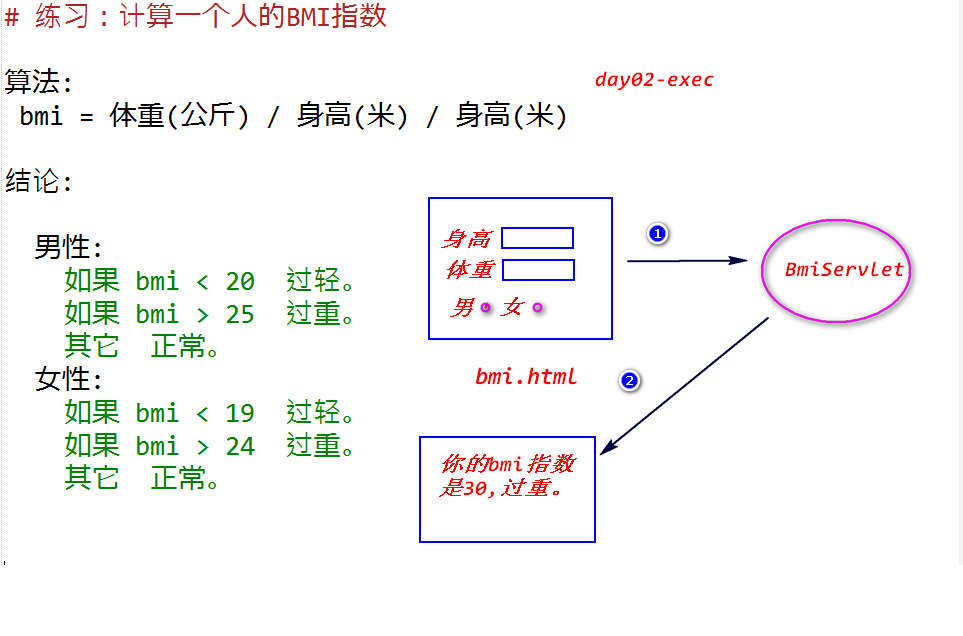 # 练习：计算一个人的BMI指数
算法:
day02-exec
bmi = 体重(公斤) / 身高(米) / 身高(米)
结论:
男性:
如果 bmi < 20 过轻。
如果 bmi > 25 过重。
其它 正常。
女性:
如果 bmi < 19 过轻。
如果 bmi > 24 过重。
其它 正常。
身高
体重
男 女
bmi.html
1
BmiServlet
2
你的bmi指数
是30,过重。